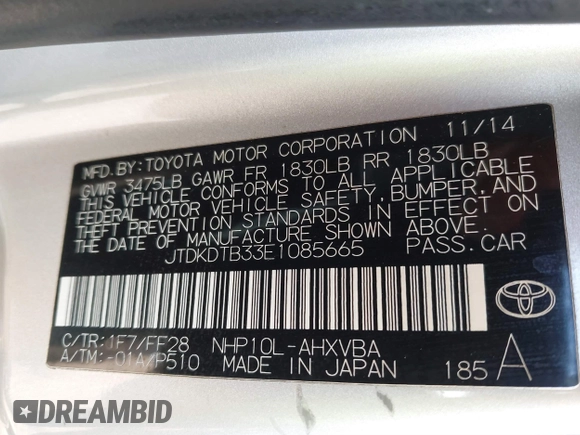 MFD. BY: TOYOTA MOTOR CORPORATION 11/14
GVWR 3475LB GAWR FR 1830LB RR 1830LB
THIS VEHICLE CONFORMS TO ALL APPLICABLE
FEDERAL MOTOR VEHICLE SAFETY, BUMPER, AND
THEFT PREVENTION STANDARDS IN EFFECT ON
THE DATE OF MANUFACTURE SHOWN ABOVE.
JTDKDTB33E1085665 PASS. CAR
C/TR: 1F7/FF28 NHP10L-AHXVBA
A/TM: -01A/P510 MADE IN JAPAN 185 A
DREAMBID